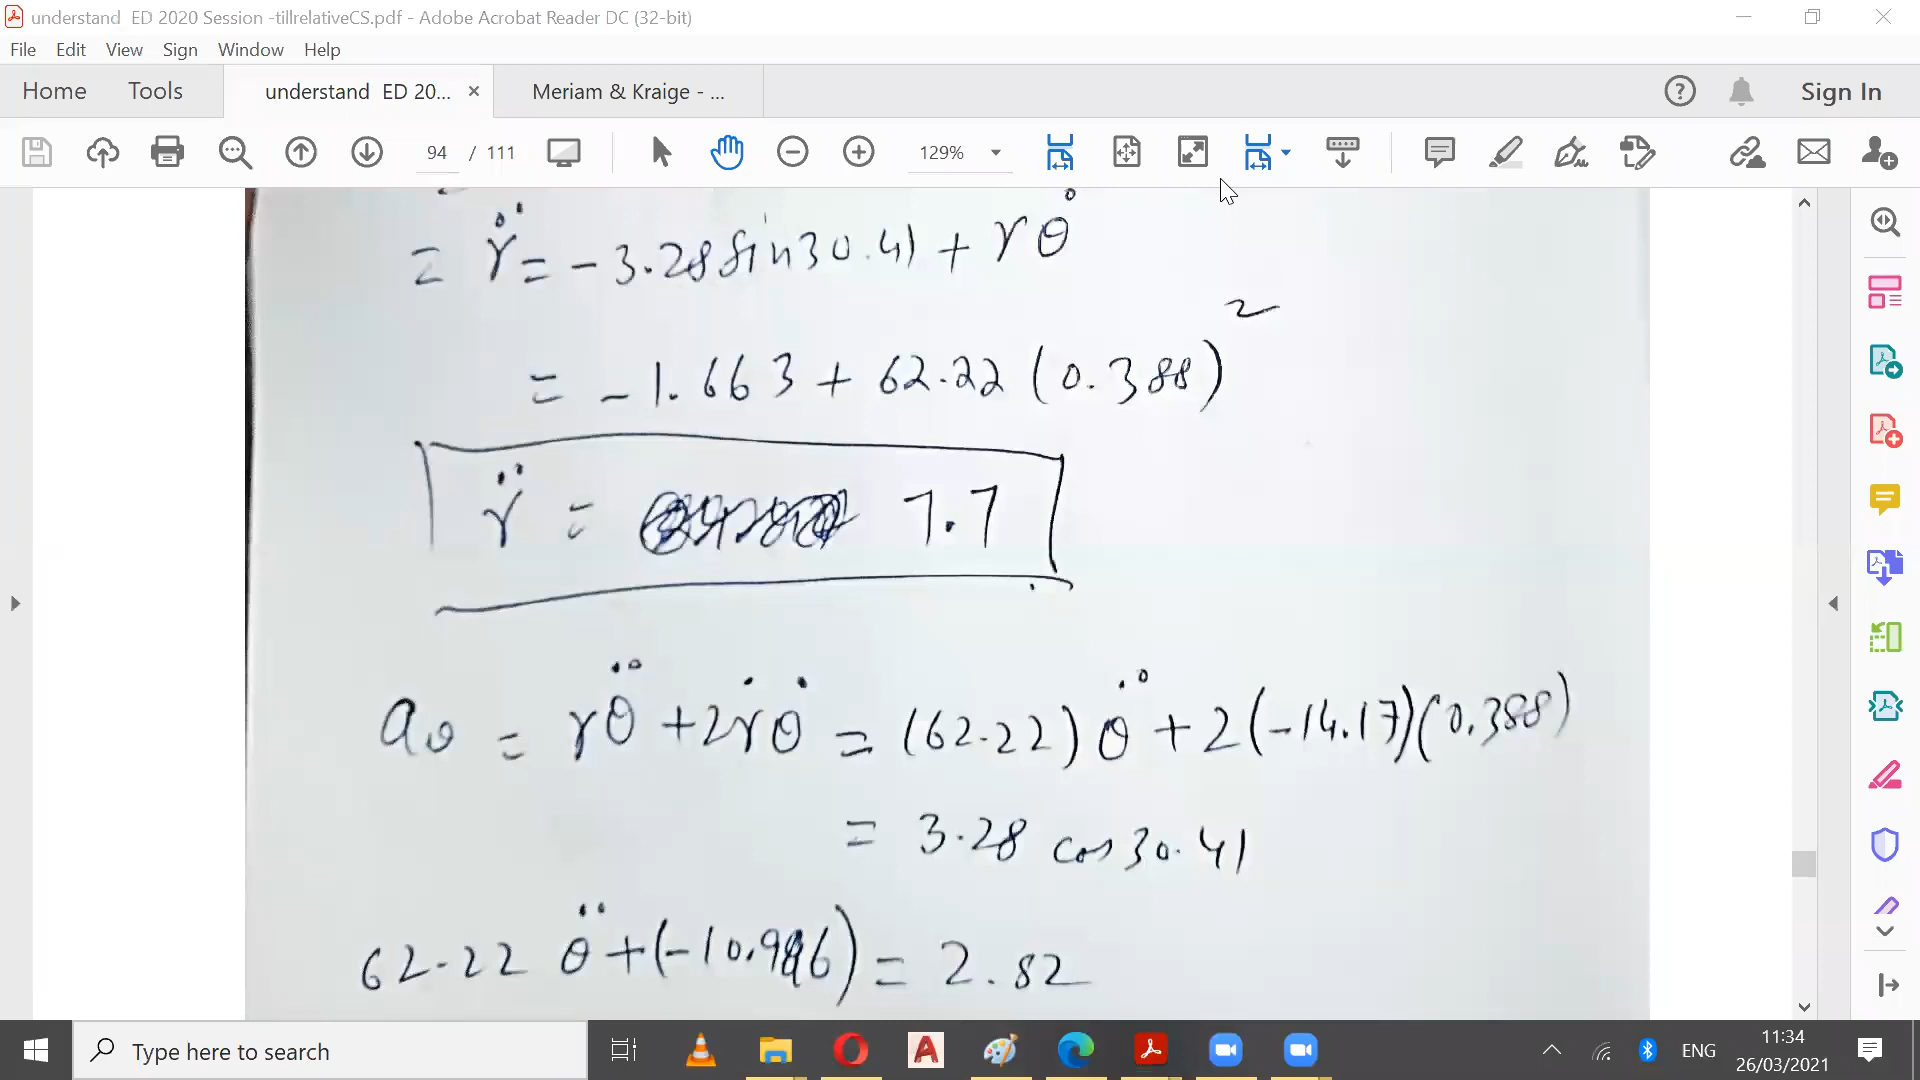 understand ED 2020 Session -tillrelativeCS.pdf - Adobe Acrobat Reader DC (32-bit)
File Edit View Sign Window Help
Home Tools understand ED 20... × Meriam & Kraige - ... Sign In
94 / 111 129%
= r̈ = -3.28 sin 30.41 + rθ̇
= -1.663 + 62.22 (0.388)²
r̈ = 7.7
aθ = rθ̈ + 2ṙθ̇ = (62.22) θ̈ + 2(-14.17)(0.388)
= 3.28 cos 30.41
62.22 θ̈ + (-10.996) = 2.82
Type here to search
ENG
11:34
26/03/2021